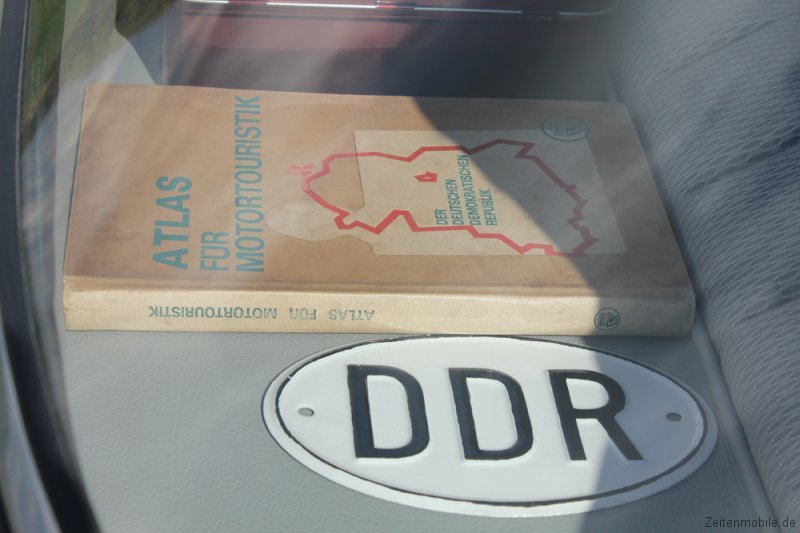 ATLAS
FÜR
MOTORTOURISTIK
DER
DEUTSCHEN
DEMOKRATISCHEN
REPUBLIK
ATLAS FÜR MOTORTOURISTIK
DDR
Zeitenmobile.de